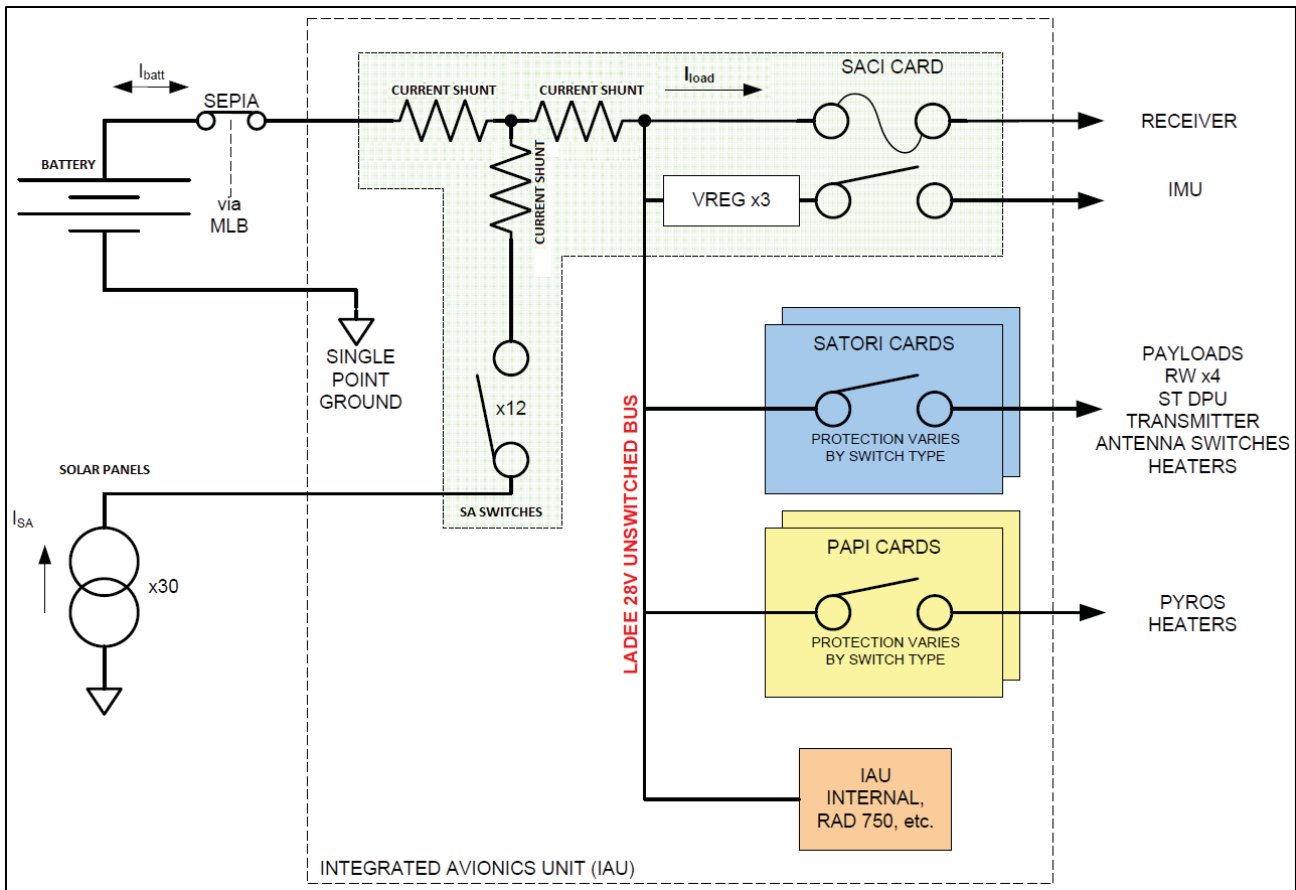 I_batt
SEPIA
BATTERY
via
MLB
CURRENT SHUNT
CURRENT SHUNT
I_load
SACI CARD
RECEIVER
CURRENT SHUNT
VREG x3
IMU
SINGLE
POINT
GROUND
x12
SA SWITCHES
SOLAR PANELS
I_SA
x30
LADEE 28V UNSWITCHED BUS
SATORI CARDS
PROTECTION VARIES
BY SWITCH TYPE
PAYLOADS
RW x4
ST DPU
TRANSMITTER
ANTENNA SWITCHES
HEATERS
PAPI CARDS
PROTECTION VARIES
BY SWITCH TYPE
PYROS
HEATERS
IAU
INTERNAL,
RAD 750, etc.
INTEGRATED AVIONICS UNIT (IAU)